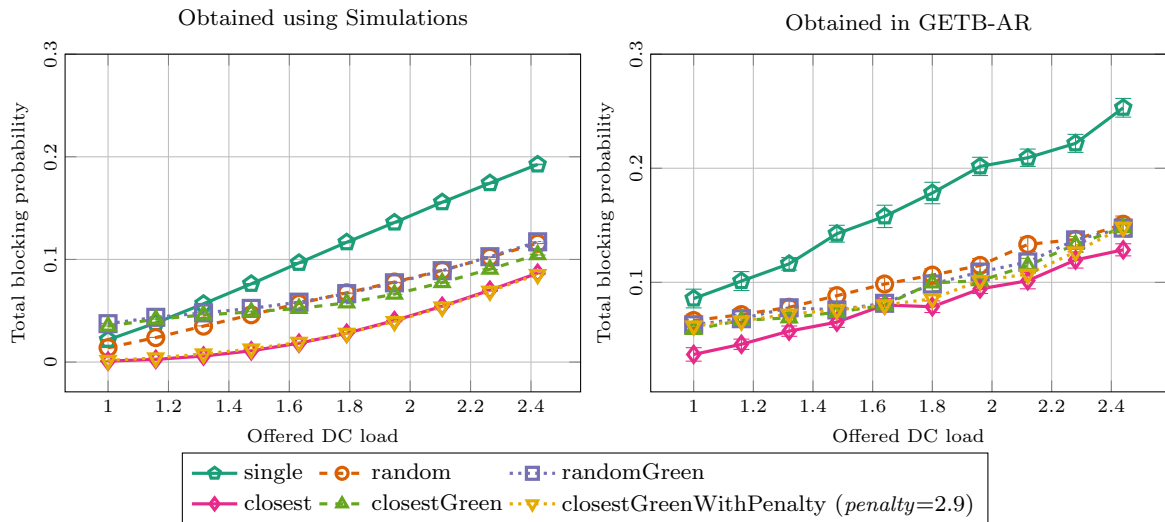 Obtained using Simulations
Total blocking probability
0.3
0.2
0.1
0
1 1.2 1.4 1.6 1.8 2 2.2 2.4
Offered DC load
Obtained in GETB-AR
Total blocking probability
0.3
0.2
0.1
1 1.2 1.4 1.6 1.8 2 2.2 2.4
Offered DC load
single random randomGreen
closest closestGreen closestGreenWithPenalty (penalty=2.9)